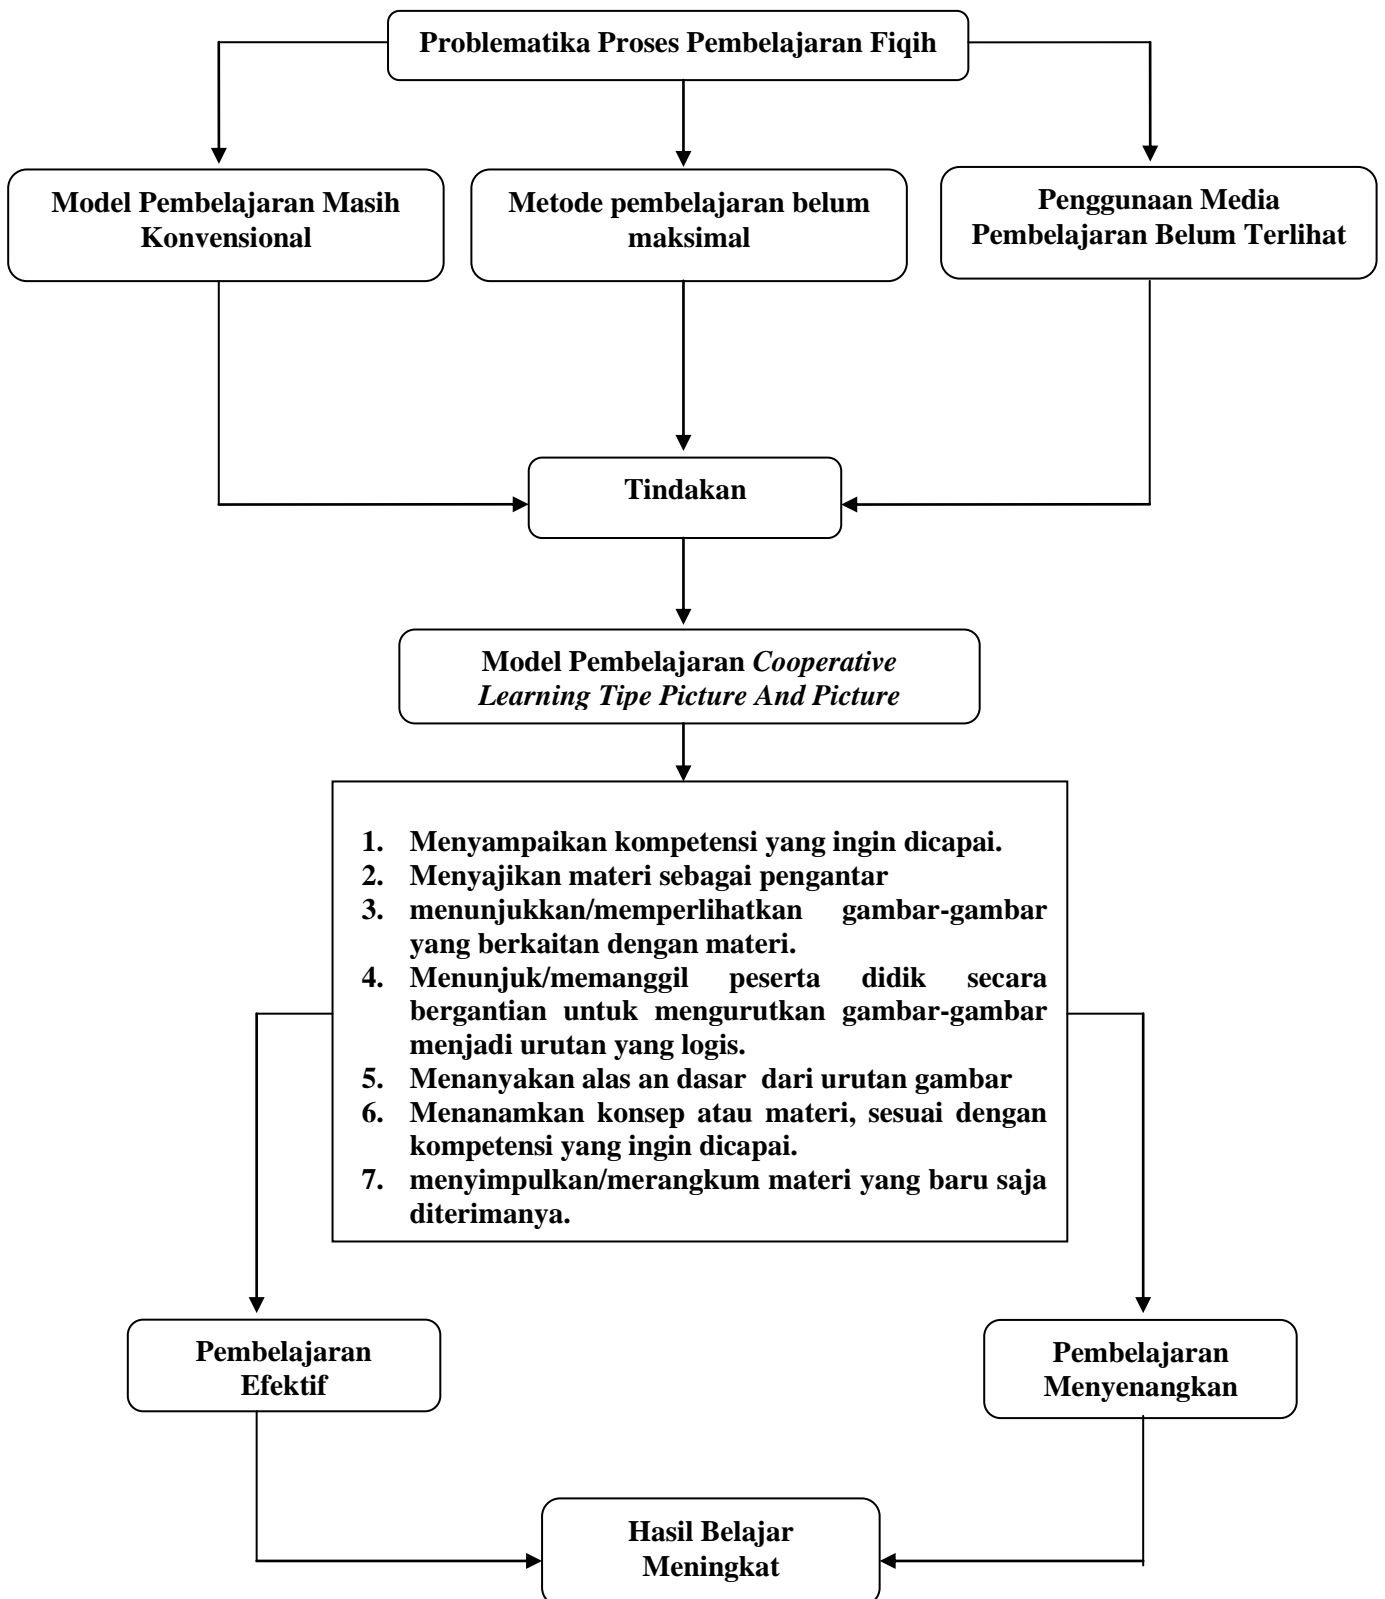 Problematika Proses Pembelajaran Fiqih
Model Pembelajaran Masih
Konvensional
Metode pembelajaran belum
maksimal
Penggunaan Media
Pembelajaran Belum Terlihat
Tindakan
Model Pembelajaran Cooperative
Learning Tipe Picture And Picture
1. Menyampaikan kompetensi yang ingin dicapai.
2. Menyajikan materi sebagai pengantar
3. menunjukkan/memperlihatkan gambar-gambar
yang berkaitan dengan materi.
4. Menunjuk/memanggil peserta didik secara
bergantian untuk mengurutkan gambar-gambar
menjadi urutan yang logis.
5. Menanyakan alas an dasar dari urutan gambar
6. Menanamkan konsep atau materi, sesuai dengan
kompetensi yang ingin dicapai.
7. menyimpulkan/merangkum materi yang baru saja
diterimanya.
Pembelajaran
Efektif
Pembelajaran
Menyenangkan
Hasil Belajar
Meningkat